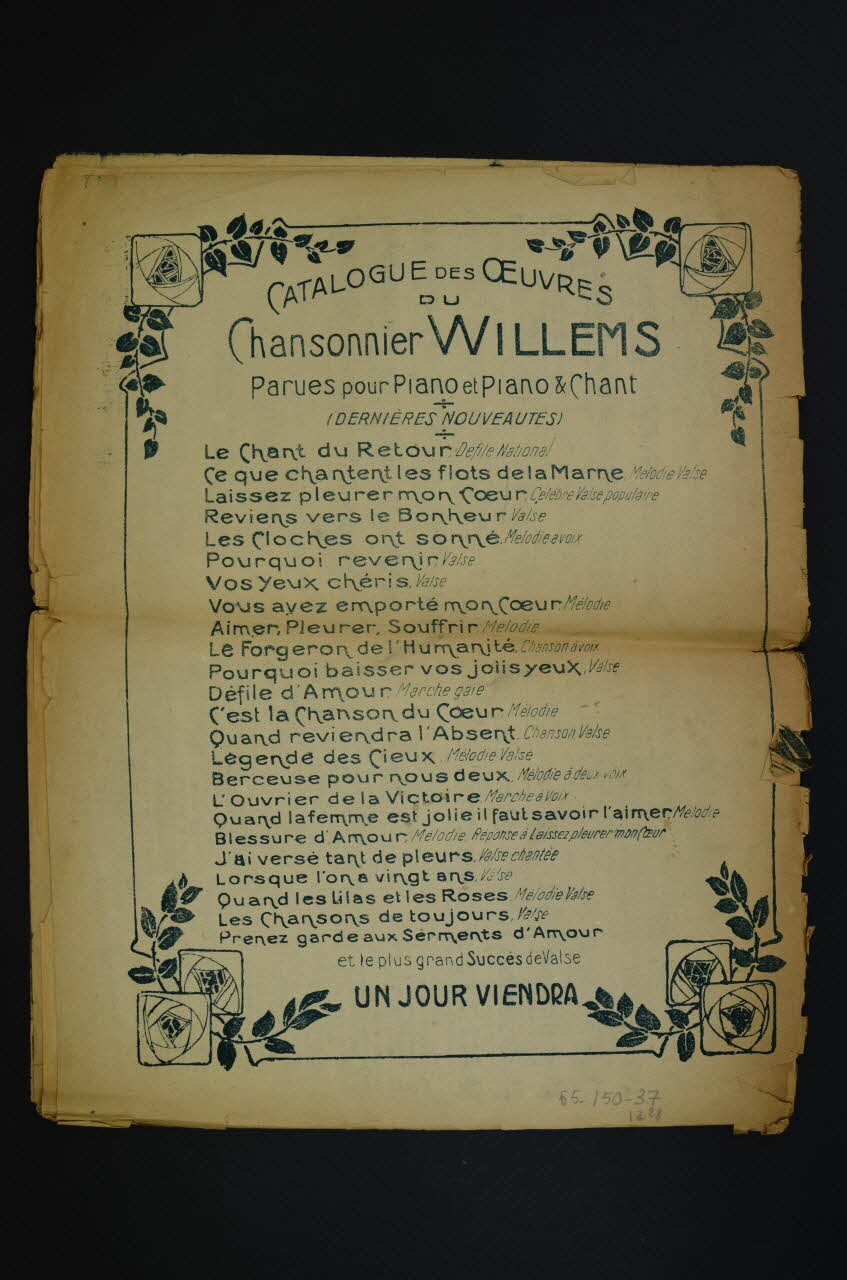 CATALOGUE DES ŒUVRES
DU
Chansonnier WILLEMS
Parues pour Piano et Piano & Chant
(DERNIÈRES NOUVEAUTES)
Le Chant du Retour. Défilé National
Ce que chantent les flots de la Marne. Mélodie Valse
Laissez pleurer mon Cœur. Célèbre Valse populaire
Reviens vers le Bonheur Valse
Les Cloches ont sonné. Mélodie à voix
Pourquoi revenir Valse
Vos Yeux chéris. Valse
Vous avez emporté mon Cœur Mélodie
Aimer, Pleurer, Souffrir Mélodie
Le Forgeron de l'Humanité. Chanson à voix
Pourquoi baisser vos jolis yeux. Valse
Défile d'Amour Marche gaie
C'est la Chanson du Cœur Mélodie
Quand reviendra l'Absent. Chanson Valse
Légende des Cieux. Mélodie Valse
Berceuse pour nous deux. Mélodie à deux voix
L'Ouvrier de la Victoire Marche à Voix
Quand la femme est jolie il faut savoir l'aimer Mélodie
Blessure d'Amour. Mélodie Réponse à Laissez pleurer mon Cœur
J'ai versé tant de pleurs. Valse chantée
Lorsque l'on a vingt ans. Valse
Quand les Lilas et les Roses. Mélodie Valse
Les Chansons de toujours. Valse
Prenez garde aux Serments d'Amour
et le plus grand Succès de Valse
UN JOUR VIENDRA
65-150-37